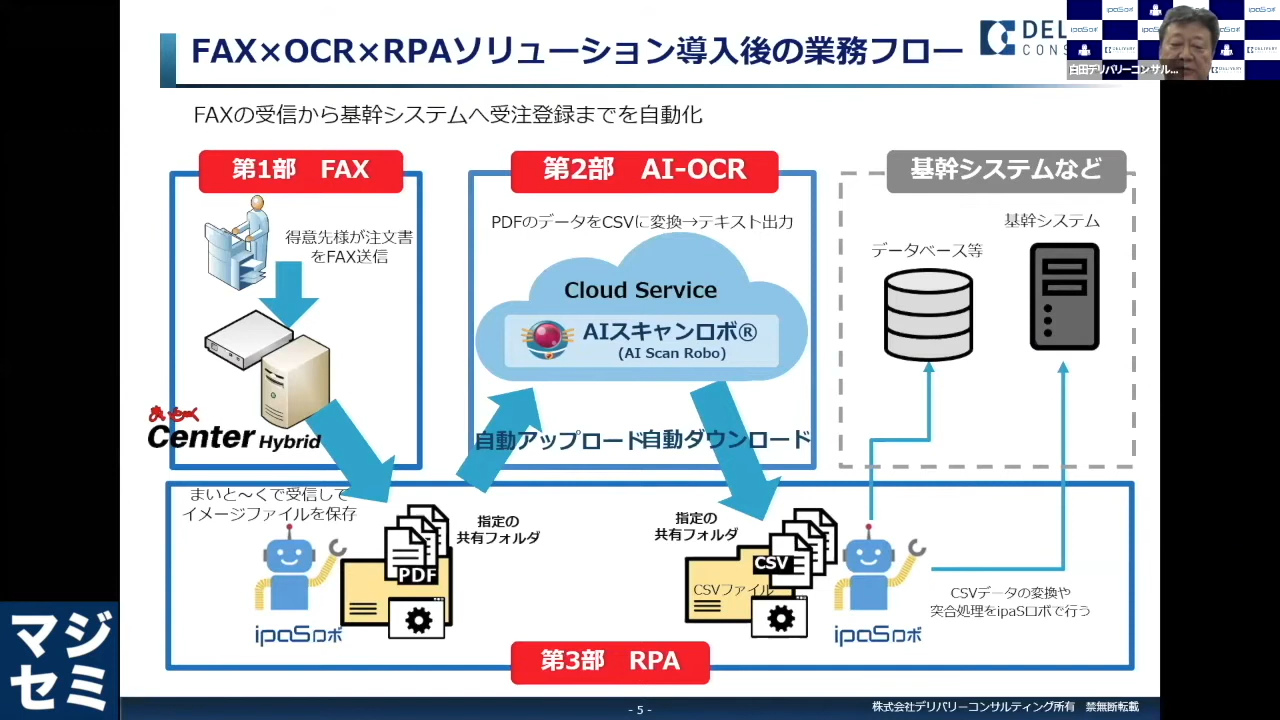 FAX×OCR×RPAソリューション導入後の業務フロー
DEL
CONS
ipaSロボ
白田デリバリーコンサル...
FAXの受信から基幹システムへ受注登録までを自動化
第1部 FAX
第2部 AI-OCR
基幹システムなど
得意先様が注文書
をFAX送信
PDFのデータをCSVに変換→テキスト出力
Cloud Service
AIスキャンロボ®
(AI Scan Robo)
データベース等
基幹システム
まいと〜く
Center Hybrid
自動アップロード
自動ダウンロード
まいと〜くで受信して
イメージファイルを保存
指定の
共有フォルダ
PDF
ipaSロボ
指定の
共有フォルダ
CSV
CSVファイル
ipaSロボ
CSVデータの変換や
突合処理をipaSロボで行う
第3部 RPA
マジ
セミ
- 5 -
株式会社デリバリーコンサルティング所有 禁無断転載